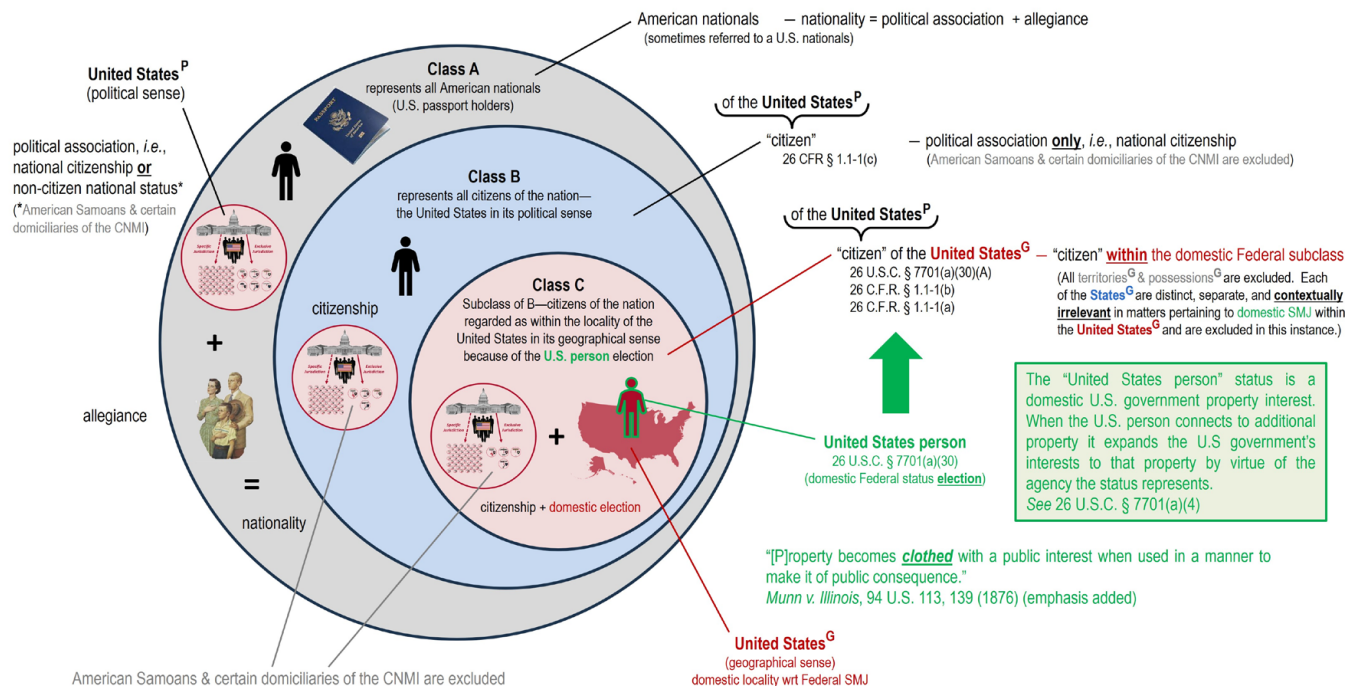 American nationals — nationality = political association + allegiance
(sometimes referred to a U.S. nationals)
United States^P
(political sense)
political association, i.e.,
national citizenship or
non-citizen national status*
(*American Samoans & certain
domiciliaries of the CNMI)
Specific Jurisdiction
Exclusive Jurisdiction
+
allegiance
=
nationality
Class A
represents all American nationals
(U.S. passport holders)
PASSPORT
Class B
represents all citizens of the nation—
the United States in its political sense
citizenship
Specific Jurisdiction
Exclusive Jurisdiction
Class C
Subclass of B—citizens of the nation
regarded as within the locality of the
United States in its geographical sense
because of the U.S. person election
Specific Jurisdiction
Exclusive Jurisdiction
+
citizenship + domestic election
of the United States^P
“citizen”
26 CFR § 1.1-1(c)
— political association only, i.e., national citizenship
(American Samoans & certain domiciliaries of the CNMI are excluded)
of the United States^P
“citizen” of the United States^G
26 U.S.C. § 7701(a)(30)(A)
26 C.F.R. § 1.1-1(b)
26 C.F.R. § 1.1-1(a)
— “citizen” within the domestic Federal subclass
(All territories^G & possessions^G are excluded. Each
of the States^G are distinct, separate, and contextually
irrelevant in matters pertaining to domestic SMJ within
the United States^G and are excluded in this instance.)
United States person
26 U.S.C. § 7701(a)(30)
(domestic Federal status election)
The “United States person” status is a
domestic U.S. government property interest.
When the U.S. person connects to additional
property it expands the U.S government’s
interests to that property by virtue of the
agency the status represents.
See 26 U.S.C. § 7701(a)(4)
“[P]roperty becomes clothed with a public interest when used in a manner to
make it of public consequence.”
Munn v. Illinois, 94 U.S. 113, 139 (1876) (emphasis added)
United States^G
(geographical sense)
domestic locality wrt Federal SMJ
American Samoans & certain domiciliaries of the CNMI are excluded